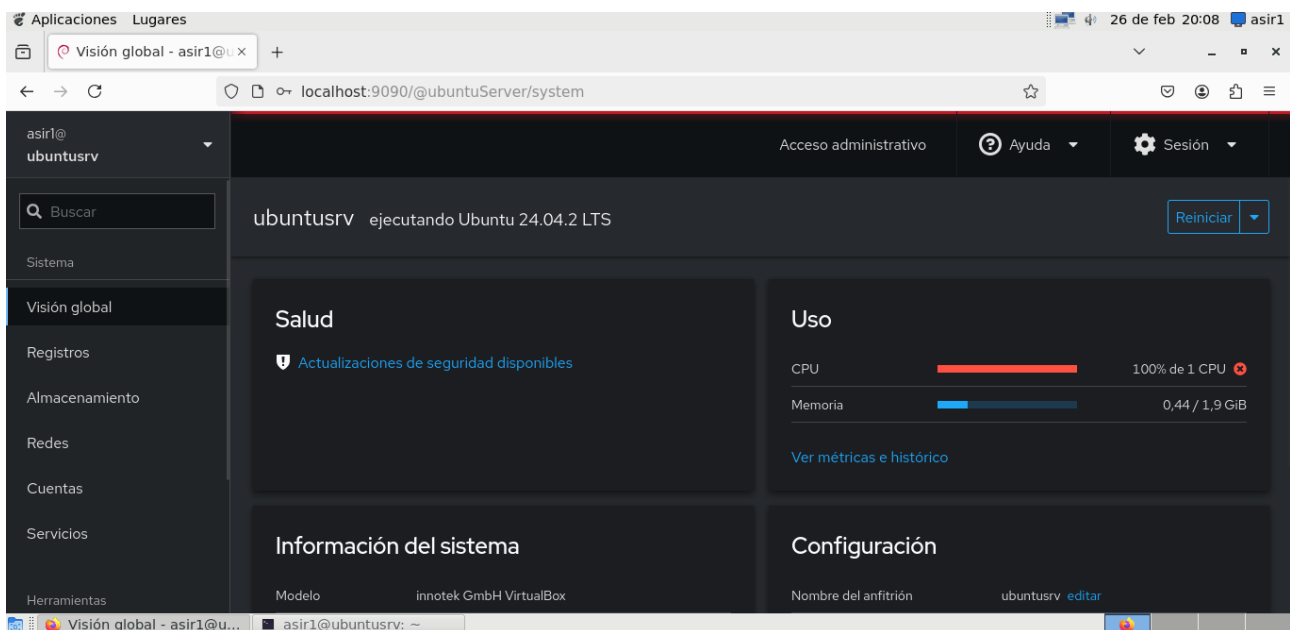 Aplicaciones Lugares 26 de feb 20:08 asir1
Visión global - asir1@u
localhost:9090/@ubuntuServer/system
asir1@
ubuntusrv
Acceso administrativo Ayuda Sesión
Buscar
ubuntusrv ejecutando Ubuntu 24.04.2 LTS Reiniciar
Sistema
Visión global
Registros
Almacenamiento
Redes
Cuentas
Servicios
Herramientas
Salud
Actualizaciones de seguridad disponibles
Uso
CPU 100% de 1 CPU
Memoria 0,44 / 1,9 GiB
Ver métricas e histórico
Información del sistema
Modelo innotek GmbH VirtualBox
Configuración
Nombre del anfitrión ubuntusrv editar
Visión global - asir1@u... asir1@ubuntusrv: ~